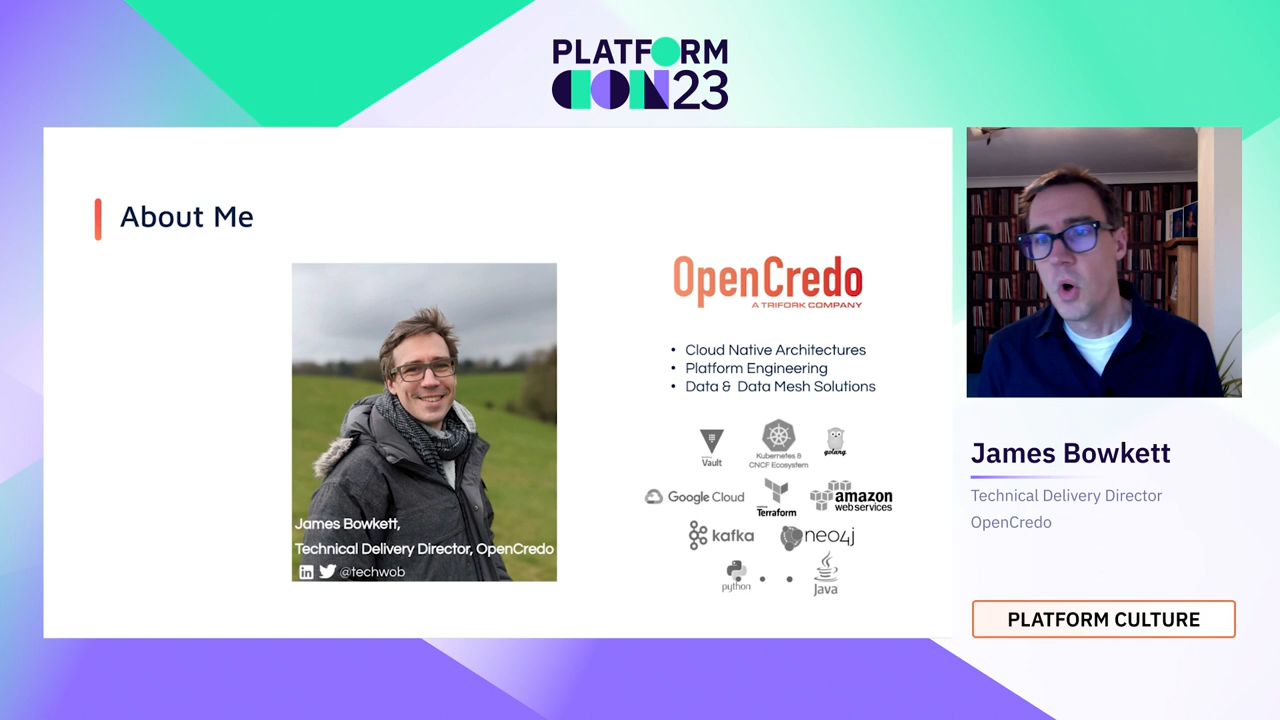 PLATFORM
CON23
About Me
OpenCredo
A TRIFORK COMPANY
• Cloud Native Architectures
• Platform Engineering
• Data & Data Mesh Solutions
Vault
Kubernetes &
CNCF Ecosystem
golang
Google Cloud
Terraform
amazon
webservices
kafka
neo4j
python
Java
James Bowkett,
Technical Delivery Director, OpenCredo
@techwob
James Bowkett
Technical Delivery Director
OpenCredo
PLATFORM CULTURE